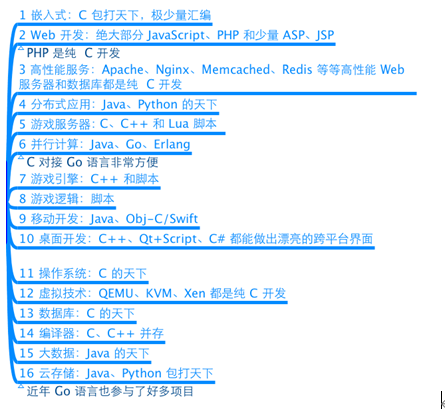 1 嵌入式：C 包打天下，极少量汇编
2 Web 开发：绝大部分 JavaScript、PHP 和少量 ASP、JSP
PHP 是纯 C 开发
3 高性能服务：Apache、Nginx、Memcached、Redis 等等高性能 Web
服务器和数据库都是纯 C 开发
4 分布式应用：Java、Python 的天下
5 游戏服务器：C、C++ 和 Lua 脚本
6 并行计算：Java、Go、Erlang
C 对接 Go 语言非常方便
7 游戏引擎：C++ 和脚本
8 游戏逻辑：脚本
9 移动开发：Java、Obj-C/Swift
10 桌面开发：C++、Qt+Script、C# 都能做出漂亮的跨平台界面
11 操作系统：C 的天下
12 虚拟技术：QEMU、KVM、Xen 都是纯 C 开发
13 数据库：C 的天下
14 编译器：C、C++ 并存
15 大数据：Java 的天下
16 云存储：Java、Python 包打天下
近年 Go 语言也参与了好多项目